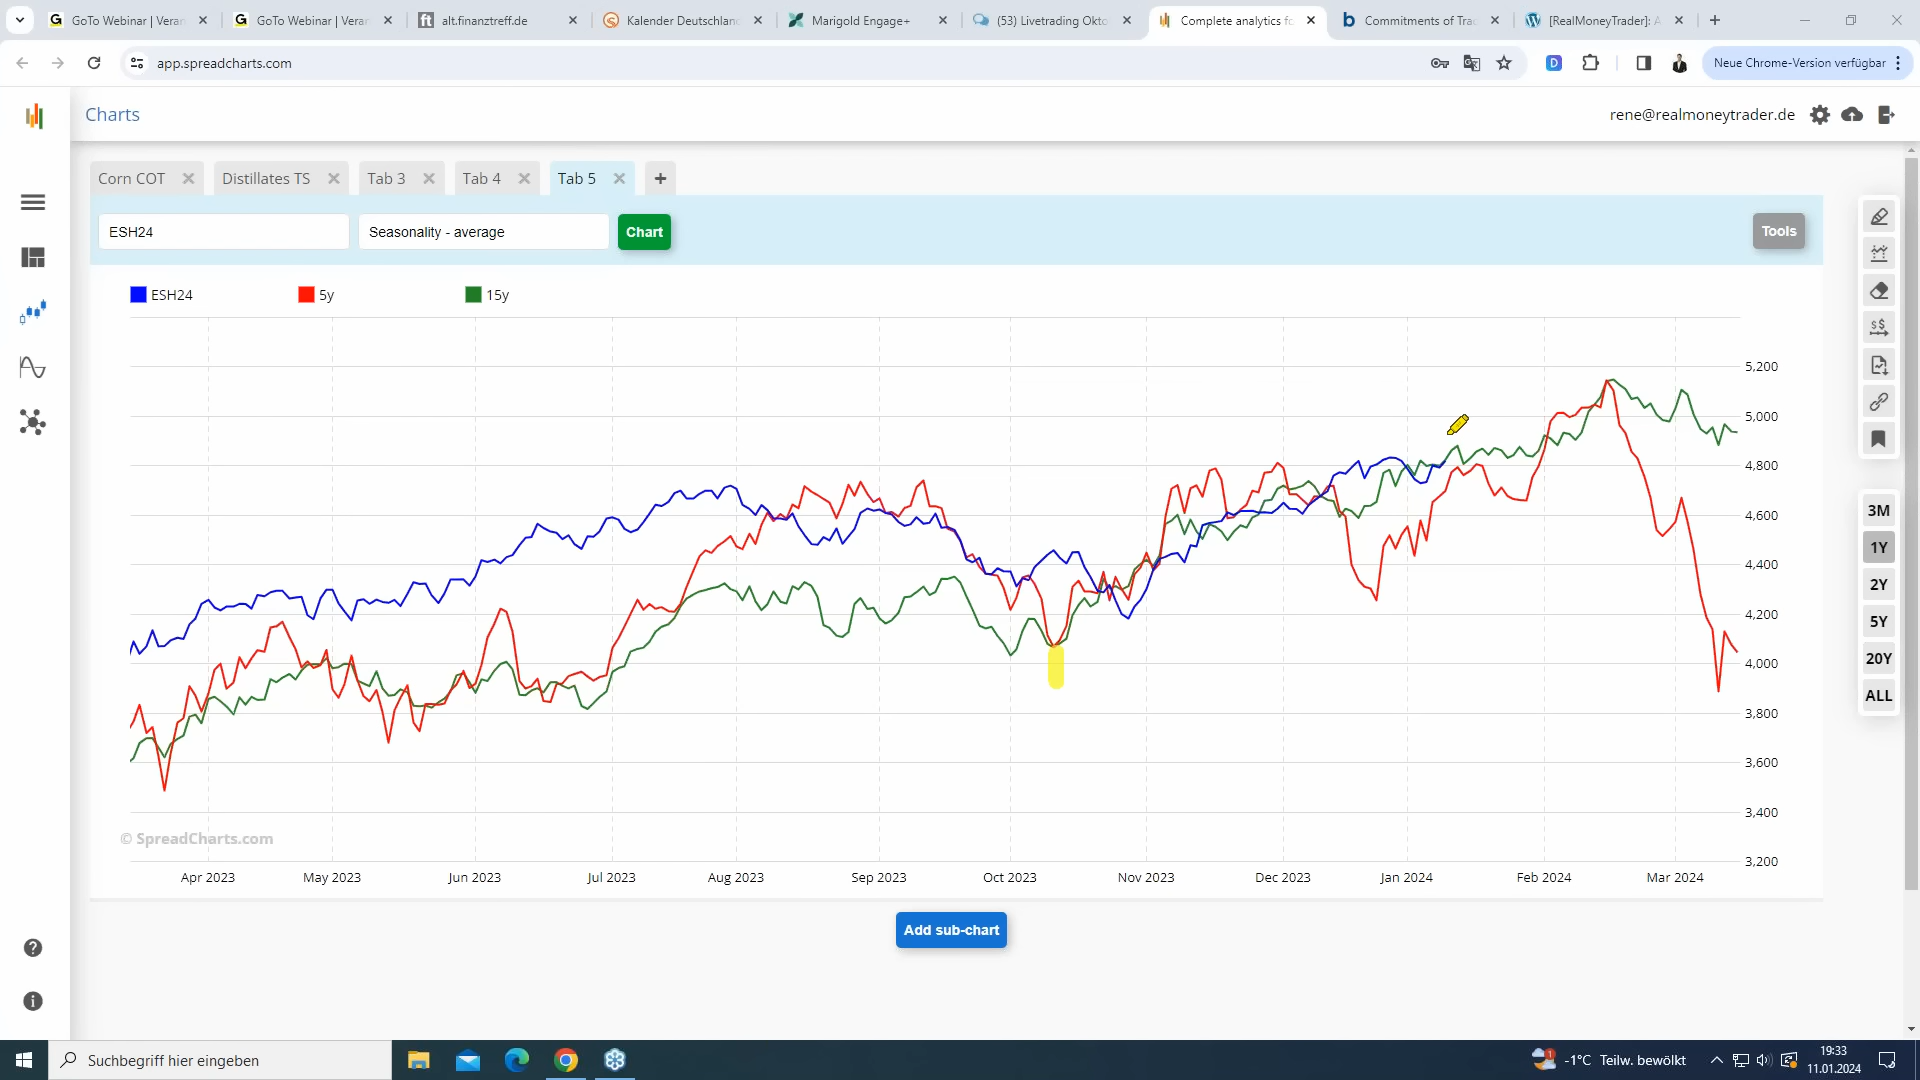 GoTo Webinar | Veran
GoTo Webinar | Veran
ft alt.finanztreff.de
Kalender Deutschland
Marigold Engage+
(53) Livetrading Okto
Complete analytics fo
b Commitments of Trad
[RealMoneyTrader]: A
app.spreadcharts.com
D
Neue Chrome-Version verfügbar
Charts
rene@realmoneytrader.de
Corn COT
Distillates TS
Tab 3
Tab 4
Tab 5
+
ESH24
Seasonality - average
Chart
Tools
ESH24
5y
15y
5,200
5,000
4,800
4,600
4,400
4,200
4,000
3,800
3,600
3,400
3,200
3M
1Y
2Y
5Y
20Y
ALL
© SpreadCharts.com
Apr 2023
May 2023
Jun 2023
Jul 2023
Aug 2023
Sep 2023
Oct 2023
Nov 2023
Dec 2023
Jan 2024
Feb 2024
Mar 2024
Add sub-chart
Suchbegriff hier eingeben
1
-1°C Teilw. bewölkt
19:33
11.01.2024